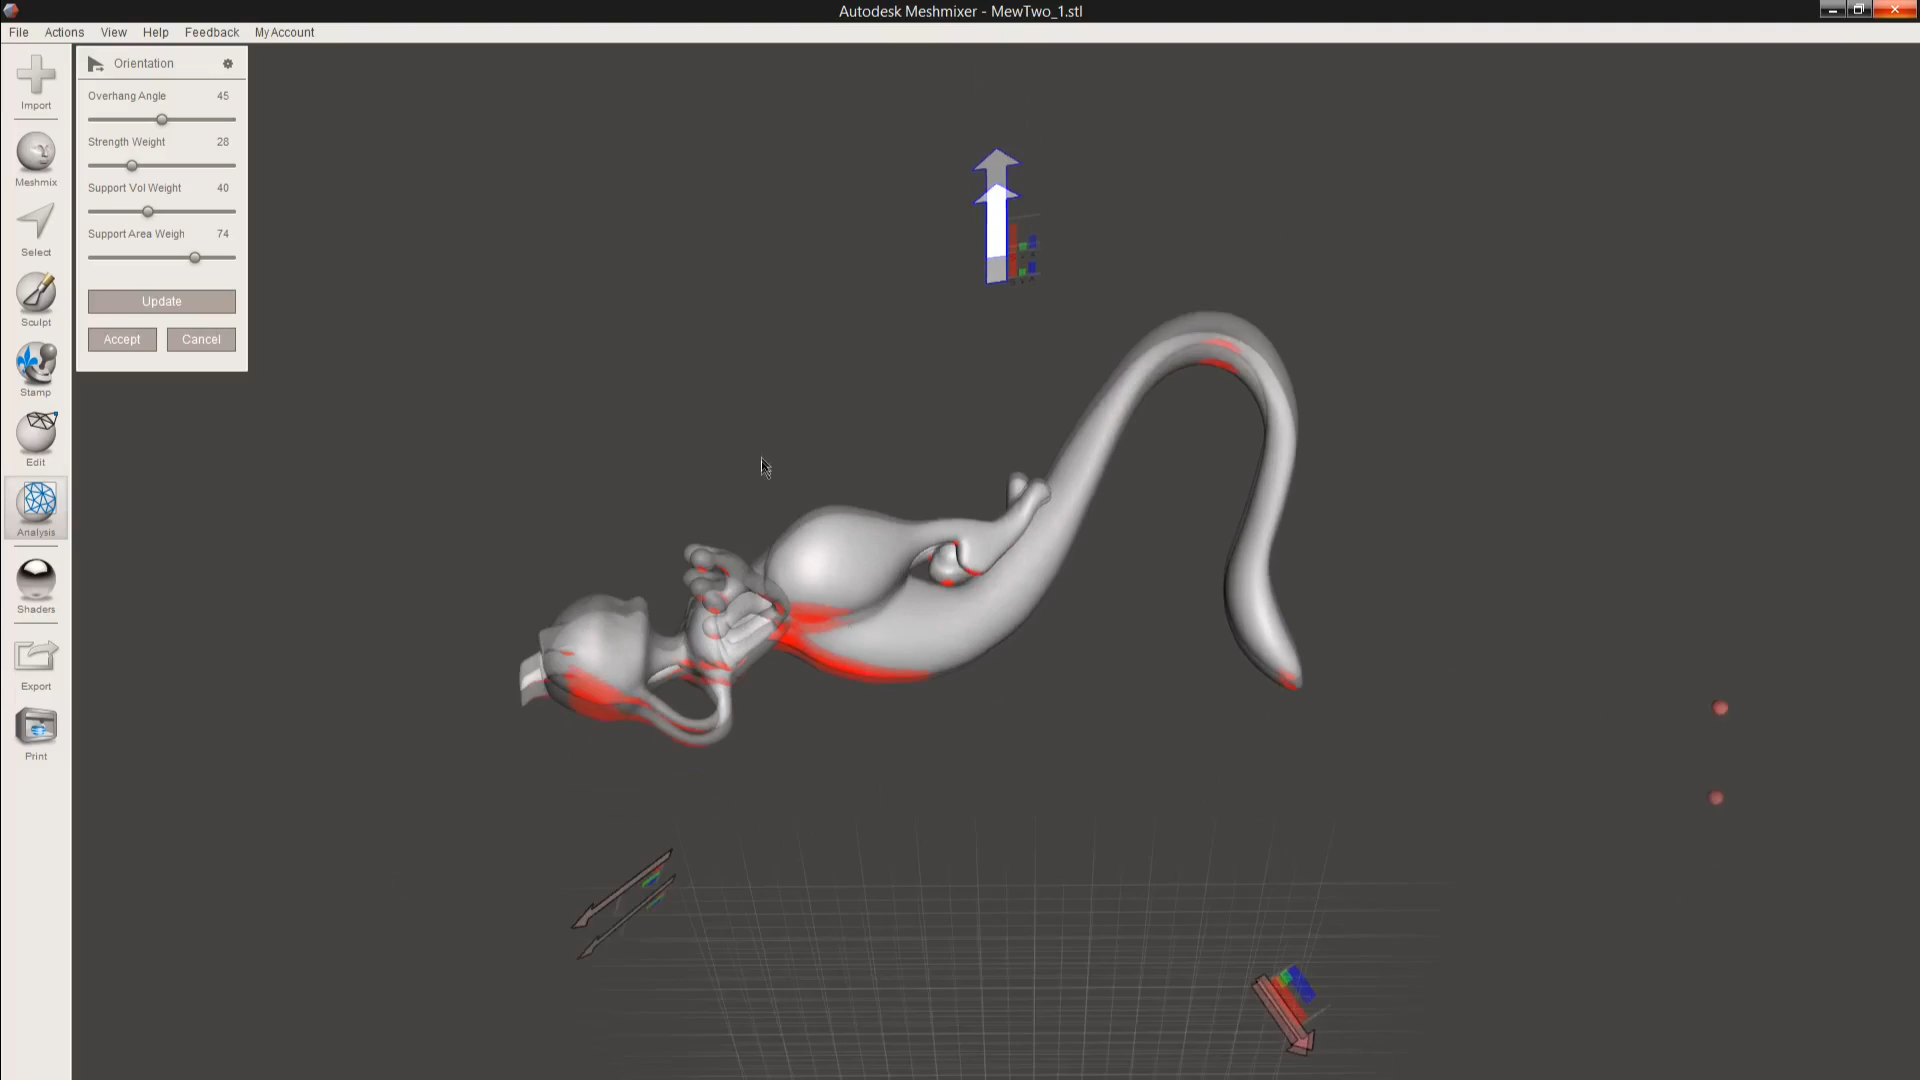 Autodesk Meshmixer - MewTwo_1.stl
File Actions View Help Feedback My Account
Orientation
Overhang Angle 45
Strength Weight 28
Support Vol Weight 40
Support Area Weigh 74
Update
Accept Cancel
Import
Meshmix
Select
Sculpt
Stamp
Edit
Analysis
Shaders
Export
Print